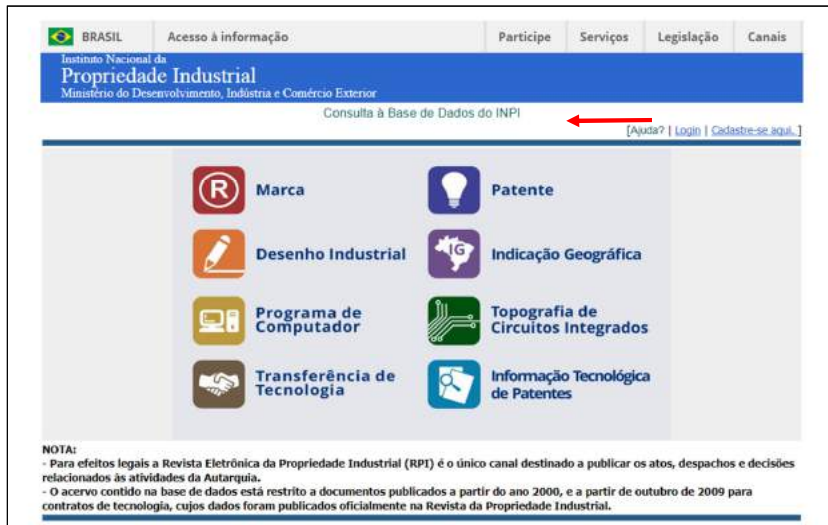 BRASIL Acesso à informação Participe Serviços Legislação Canais
Instituto Nacional da
Propriedade Industrial
Ministério do Desenvolvimento, Indústria e Comércio Exterior
Consulta à Base de Dados do INPI
[Ajuda? | Login | Cadastre-se aqui. ]
R Marca Patente
Desenho Industrial IG Indicação Geográfica
Programa de
Computador
Topografia de
Circuitos Integrados
Transferência de
Tecnologia
Informação Tecnológica
de Patentes
NOTA:
- Para efeitos legais a Revista Eletrônica da Propriedade Industrial (RPI) é o único canal destinado a publicar os atos, despachos e decisões
relacionados às atividades da Autarquia.
- O acervo contido na base de dados está restrito a documentos publicados a partir do ano 2000, e a partir de outubro de 2009 para
contratos de tecnologia, cujos dados foram publicados oficialmente na Revista da Propriedade Industrial.